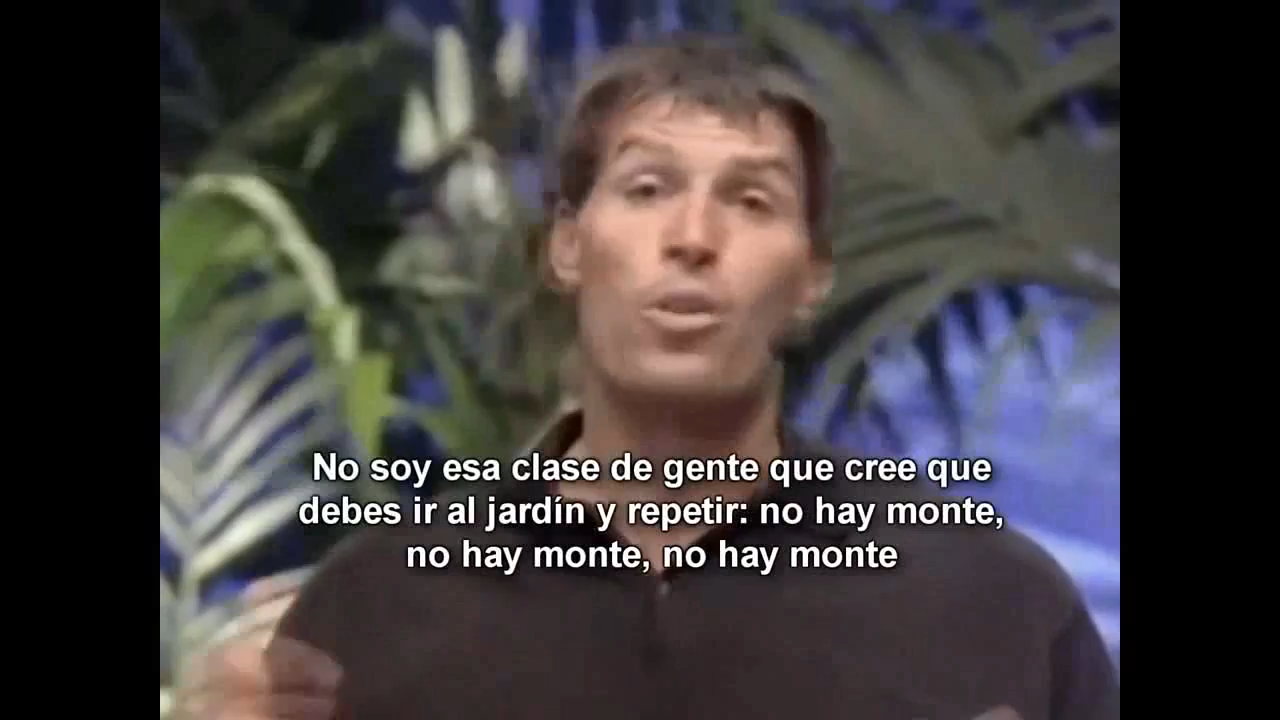 No soy esa clase de gente que cree que
debes ir al jardín y repetir: no hay monte,
no hay monte, no hay monte